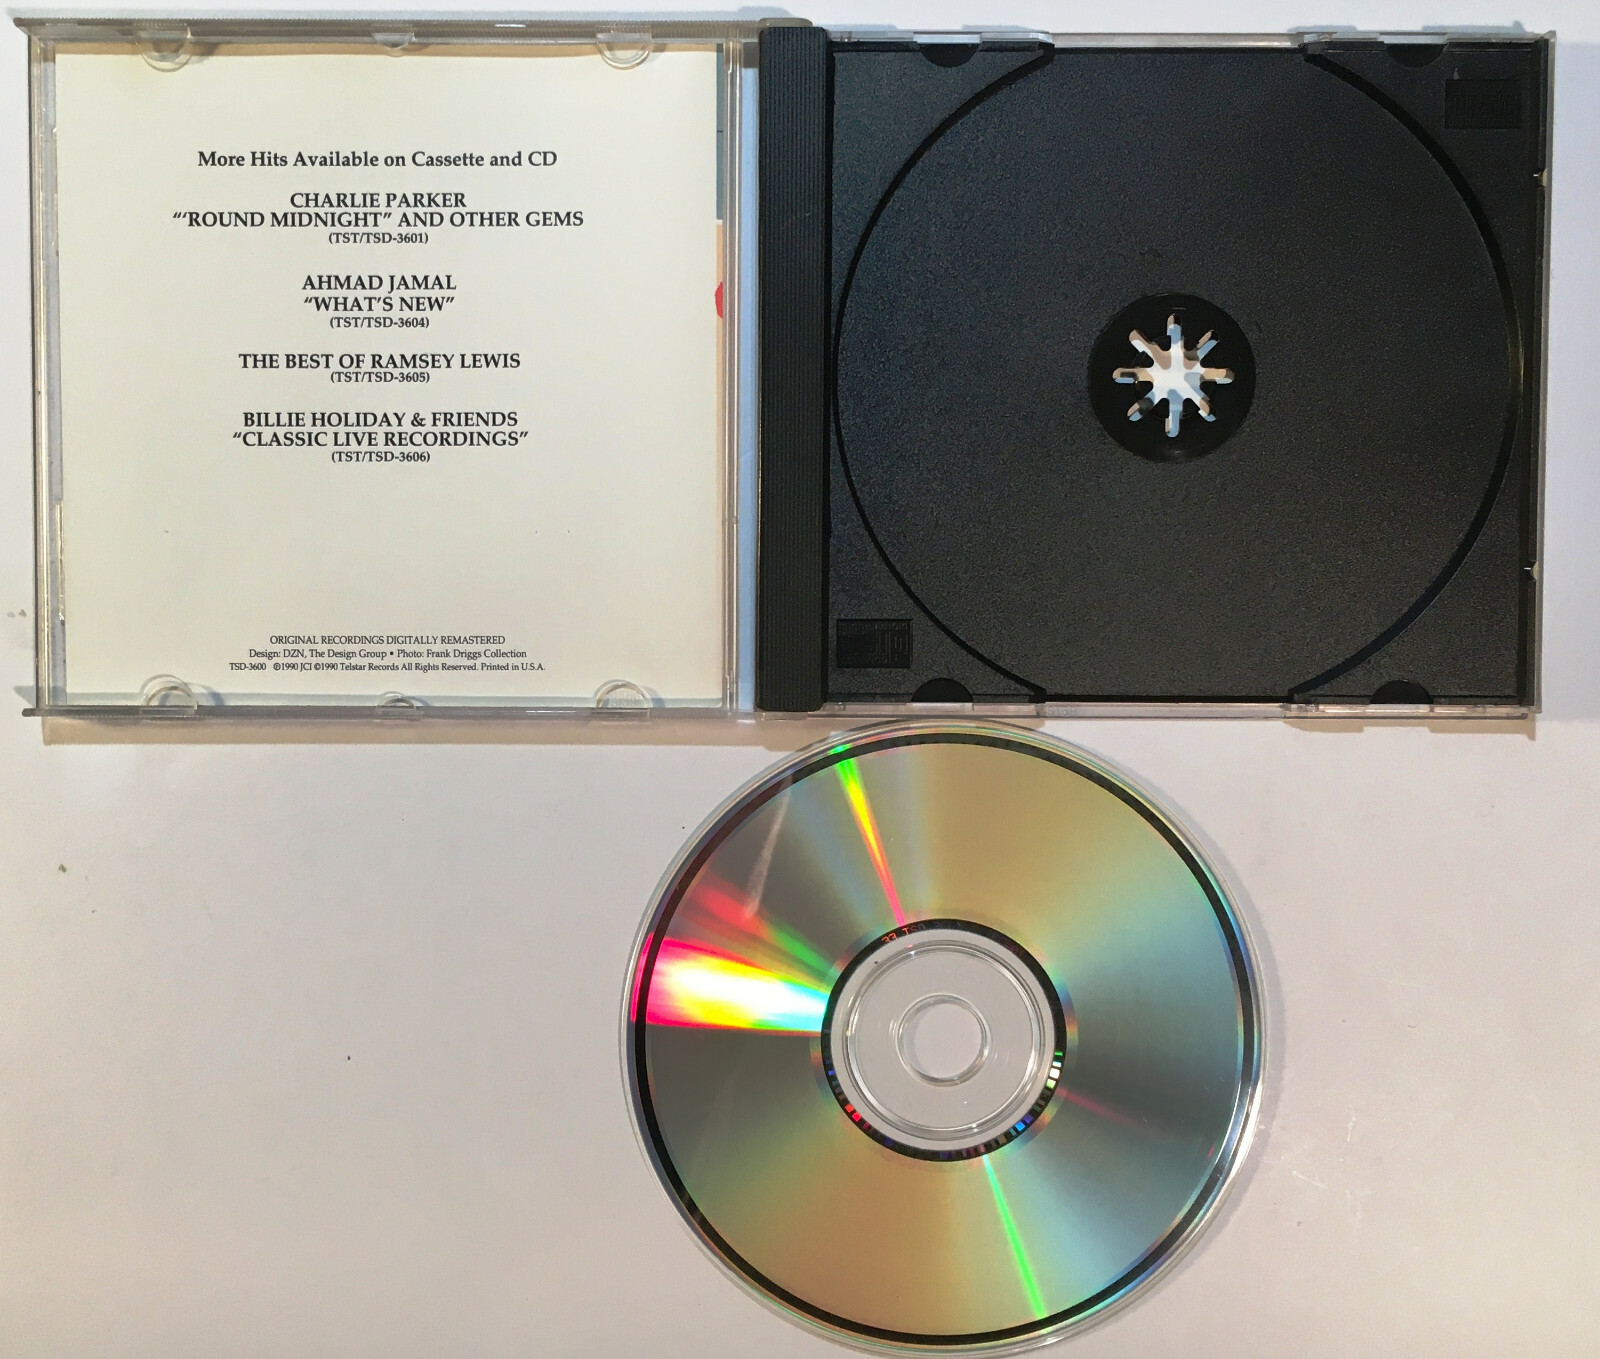 More Hits Available on Cassette and CD
CHARLIE PARKER
“‘ROUND MIDNIGHT” AND OTHER GEMS
(TST/TSD-3601)
AHMAD JAMAL
“WHAT’S NEW”
(TST/TSD-3604)
THE BEST OF RAMSEY LEWIS
(TST/TSD-3605)
BILLIE HOLIDAY & FRIENDS
“CLASSIC LIVE RECORDINGS”
(TST/TSD-3606)
ORIGINAL RECORDINGS DIGITALLY REMASTERED
Design: DZN, The Design Group • Photo: Frank Driggs Collection
TSD-3600 ℗1990 JCI ©1990 Telstar Records All Rights Reserved. Printed in U.S.A.
33 TSD